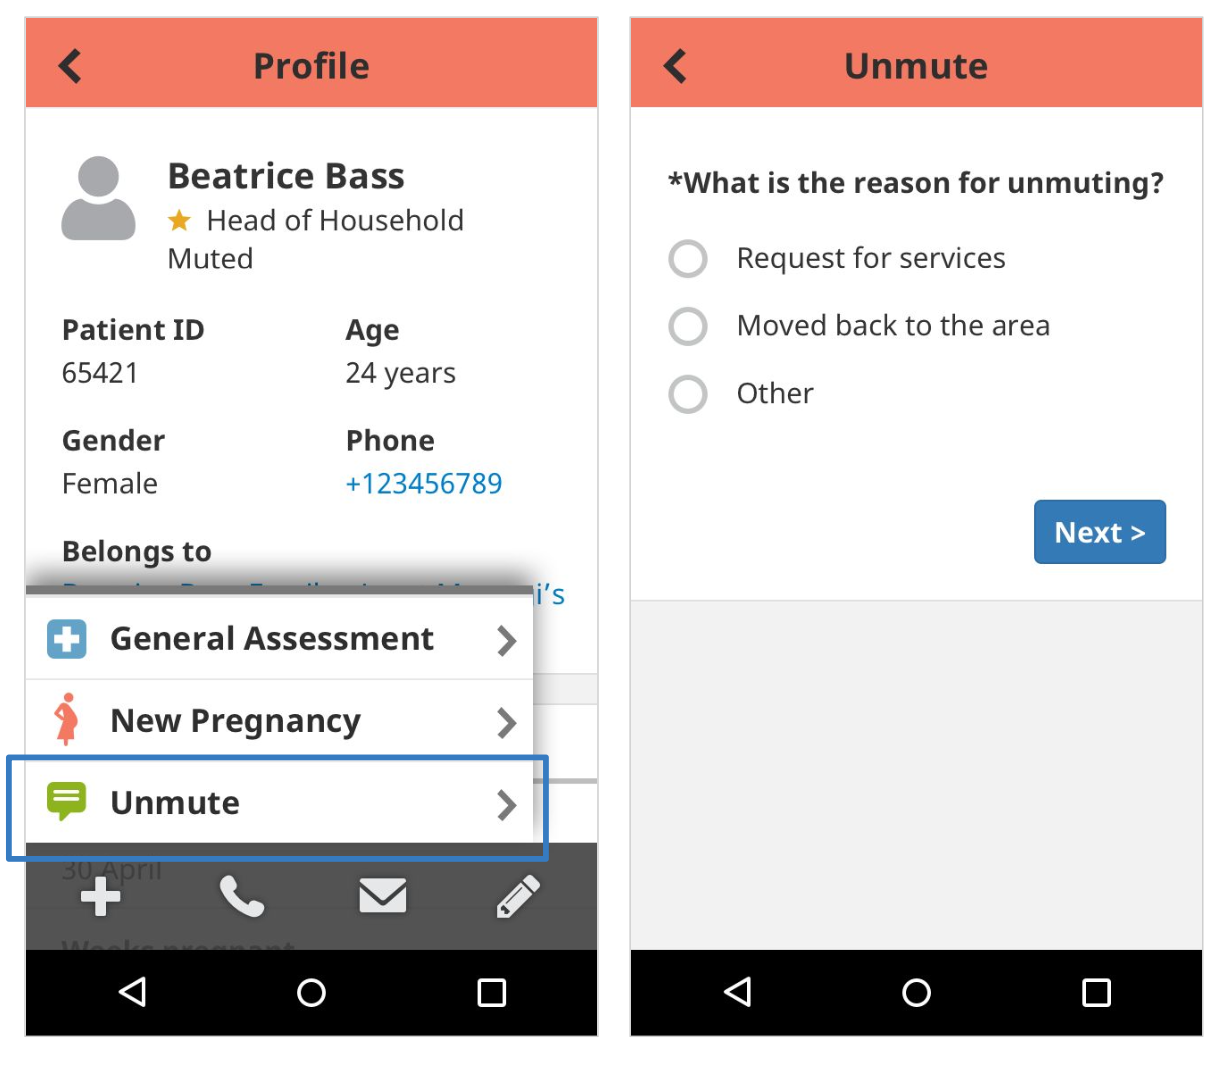 Profile
Beatrice Bass
Head of Household
Muted
Patient ID
Age
65421
24 years
Gender
Phone
Female
+123456789
Belongs to
i’s
General Assessment
New Pregnancy
Unmute
30 April
Weeks pregnant
Unmute
*What is the reason for unmuting?
Request for services
Moved back to the area
Other
Next >